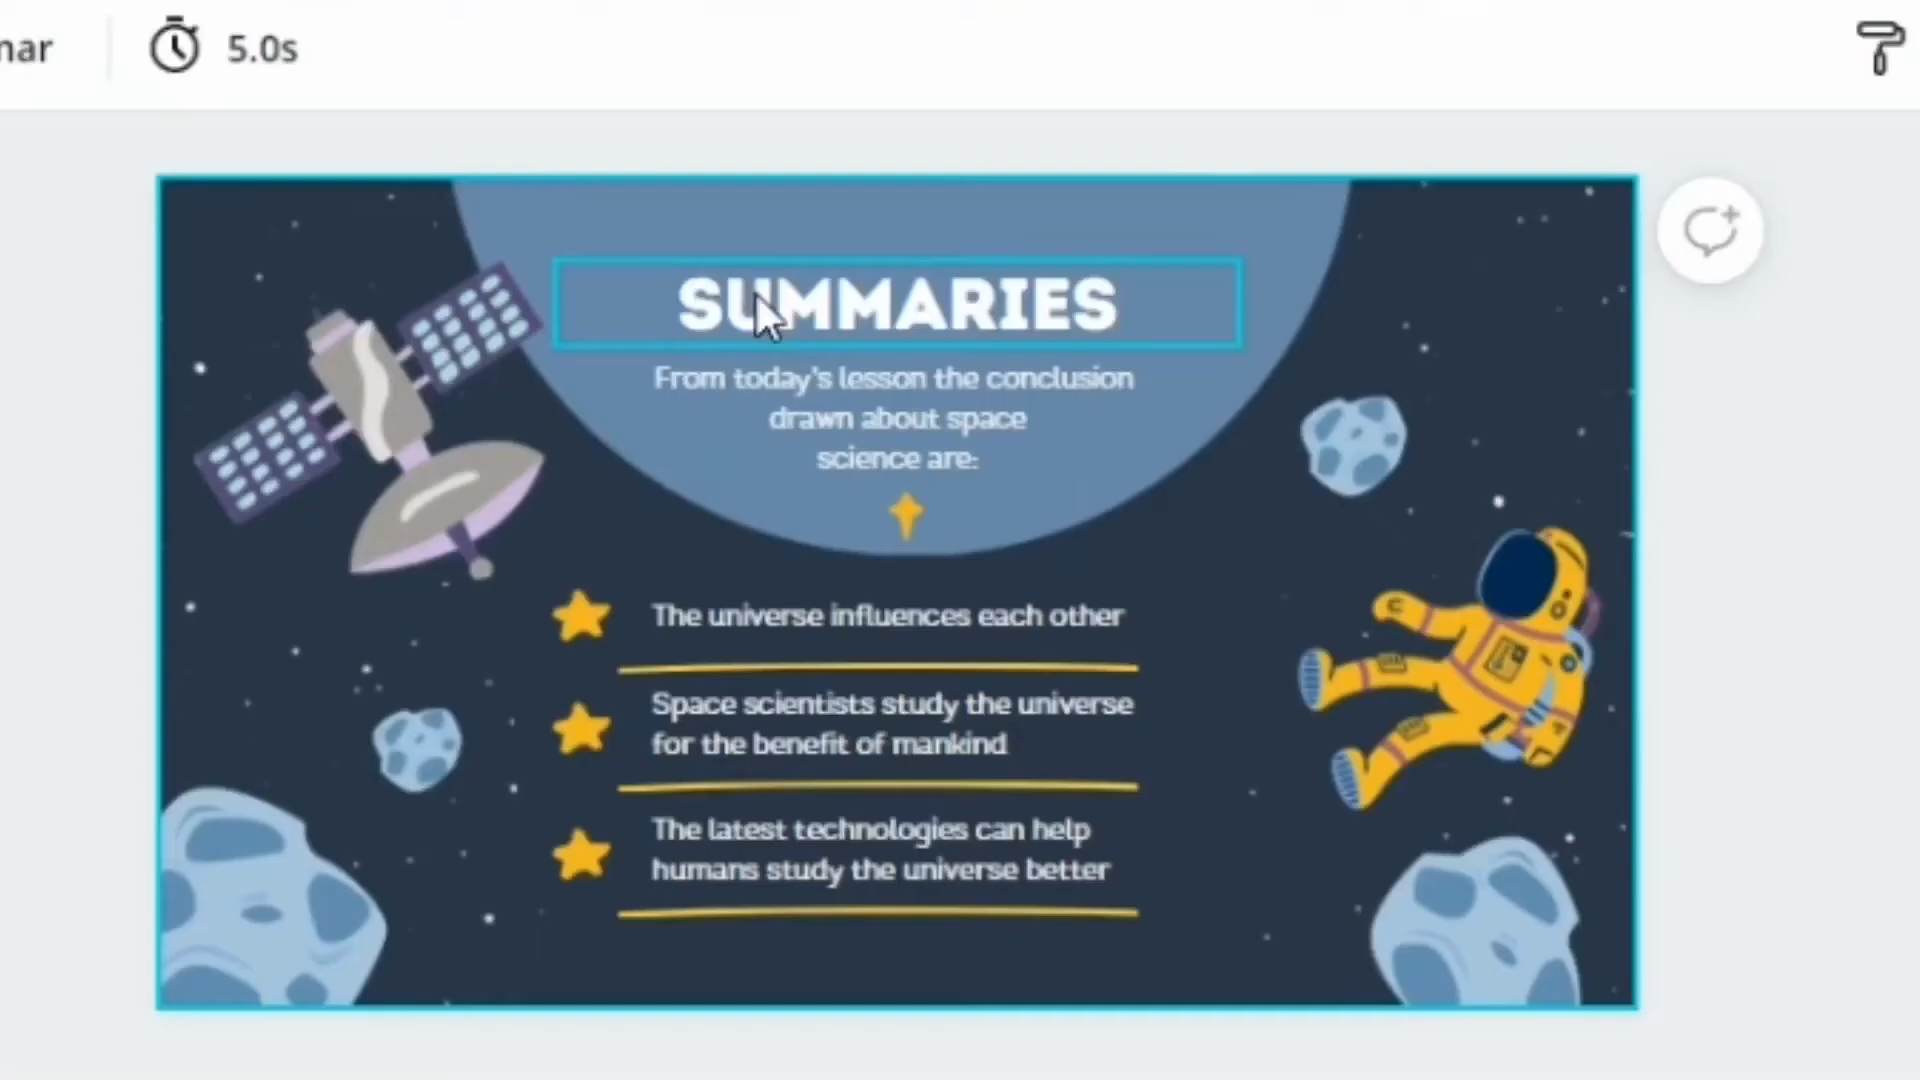 nar
5.0s
SUMMARIES
From today's lesson the conclusion
drawn about space
science are:
The universe influences each other
Space scientists study the universe
for the benefit of mankind
The latest technologies can help
humans study the universe better